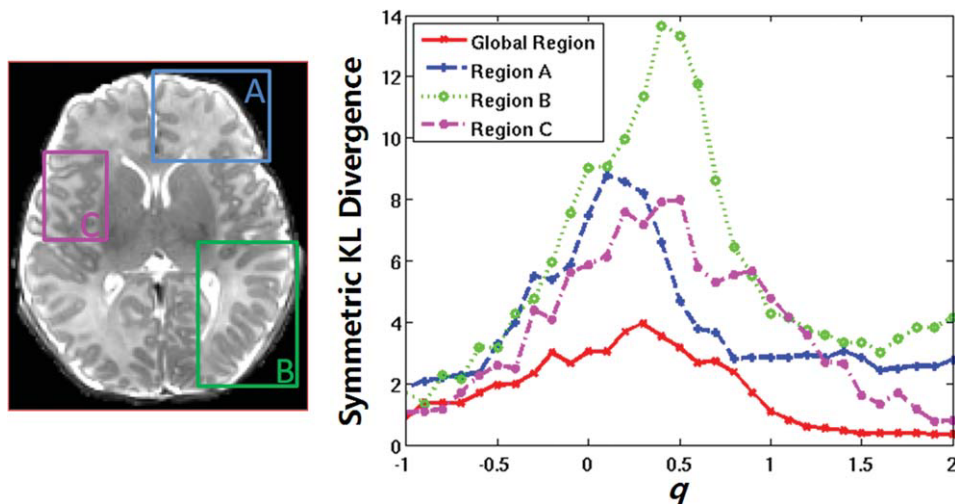 A
C
B
Symmetric KL Divergence
14
12
10
8
6
4
2
0
Global Region
Region A
Region B
Region C
-1 -0.5 0 0.5 1 1.5 2
q